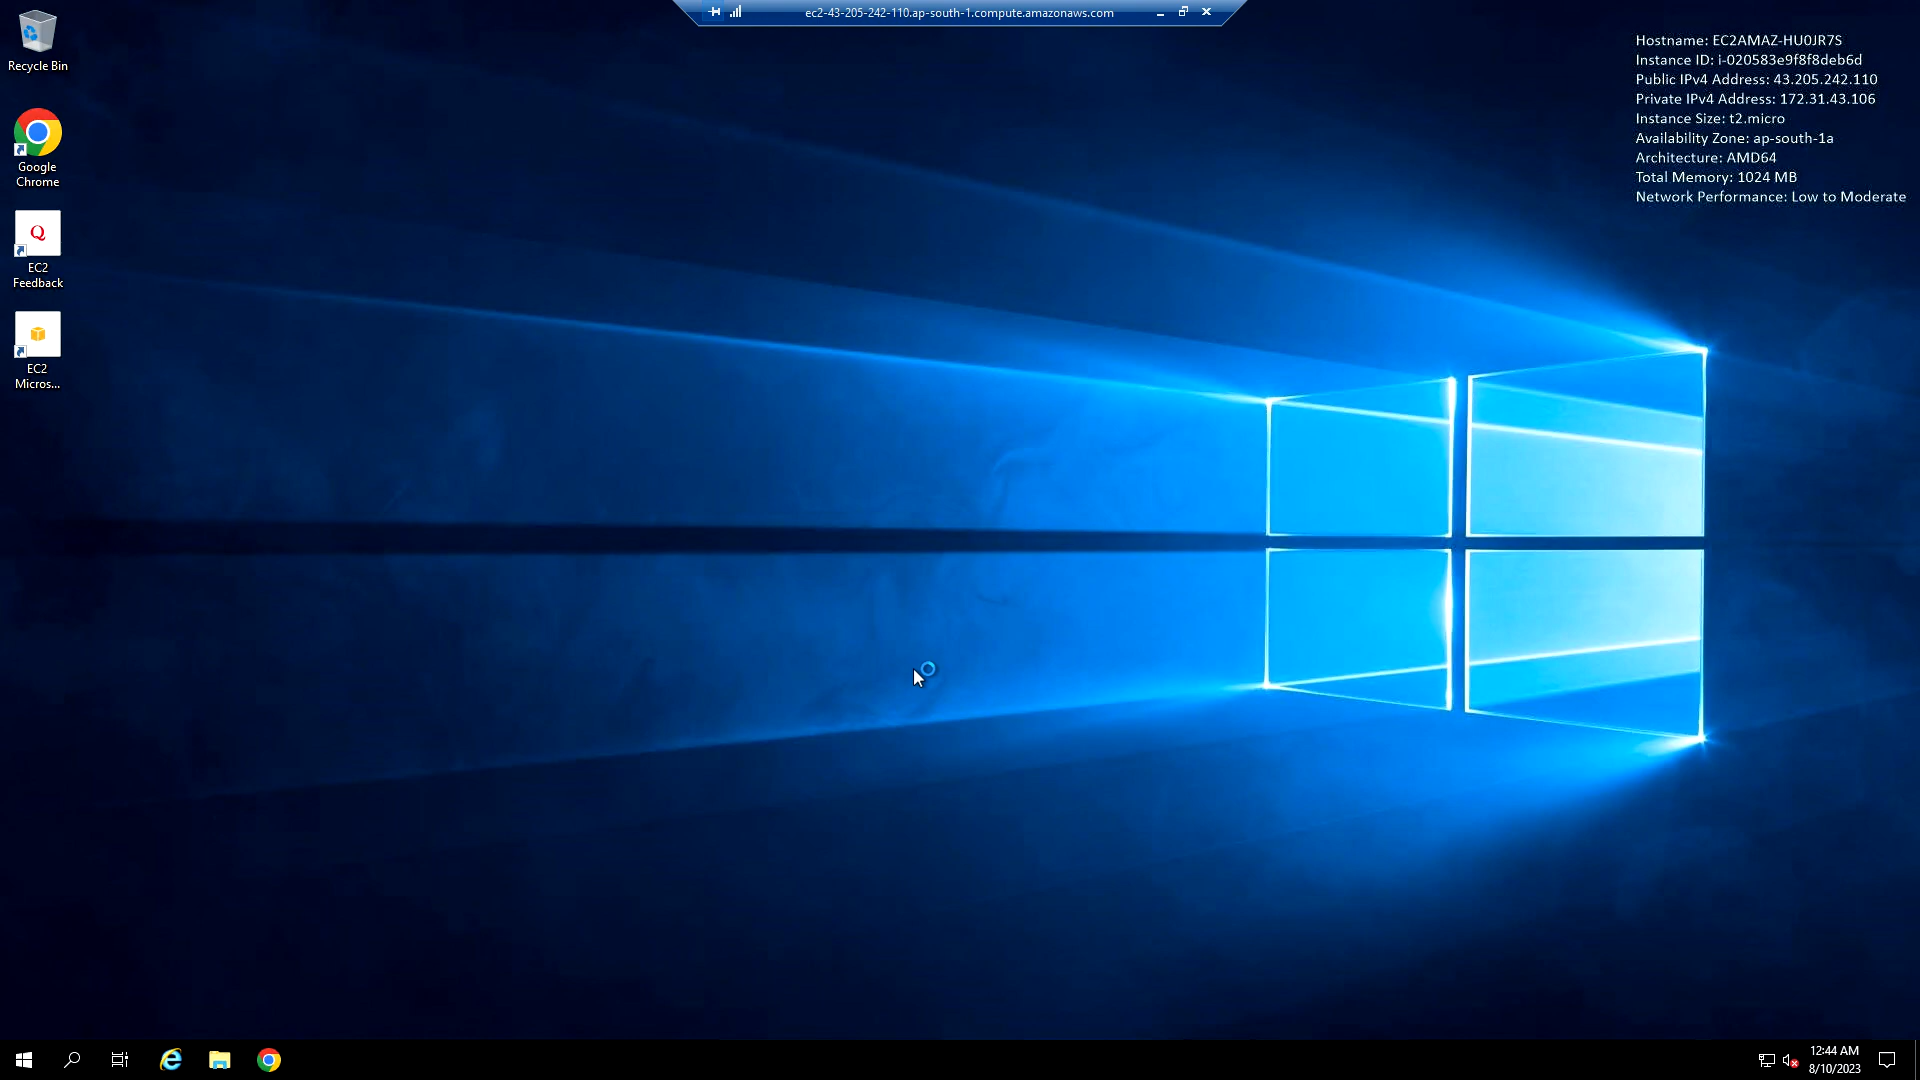 ec2-43-205-242-110.ap-south-1.compute.amazonaws.com
Hostname: EC2AMAZ-HU0JR7S
Instance ID: i-020583e9f8f8deb6d
Public IPv4 Address: 43.205.242.110
Private IPv4 Address: 172.31.43.106
Instance Size: t2.micro
Availability Zone: ap-south-1a
Architecture: AMD64
Total Memory: 1024 MB
Network Performance: Low to Moderate
Recycle Bin
Google
Chrome
Q
EC2
Feedback
EC2
Micros...
12:44 AM
8/10/2023